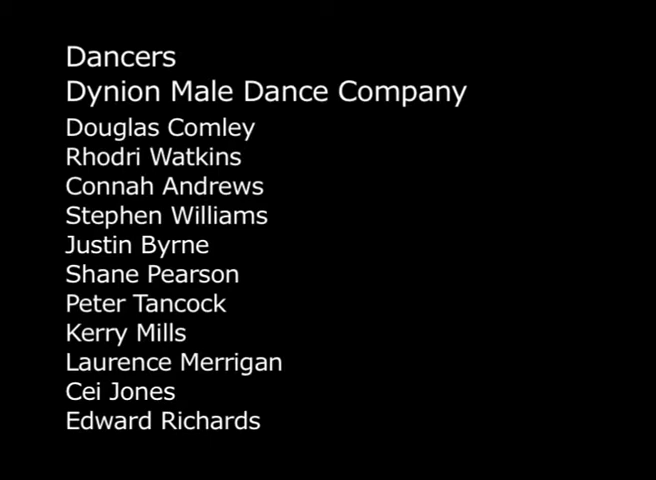 Dancers
Dynion Male Dance Company
Douglas Comley
Rhodri Watkins
Connah Andrews
Stephen Williams
Justin Byrne
Shane Pearson
Peter Tancock
Kerry Mills
Laurence Merrigan
Cei Jones
Edward Richards